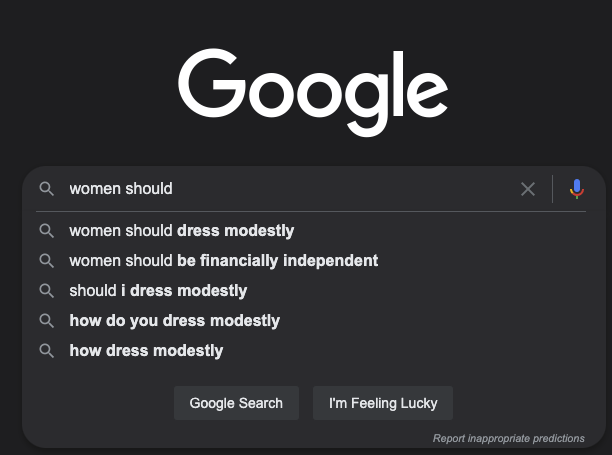 Google
women should
women should dress modestly
women should be financially independent
should i dress modestly
how do you dress modestly
how dress modestly
Google Search I'm Feeling Lucky
Report inappropriate predictions